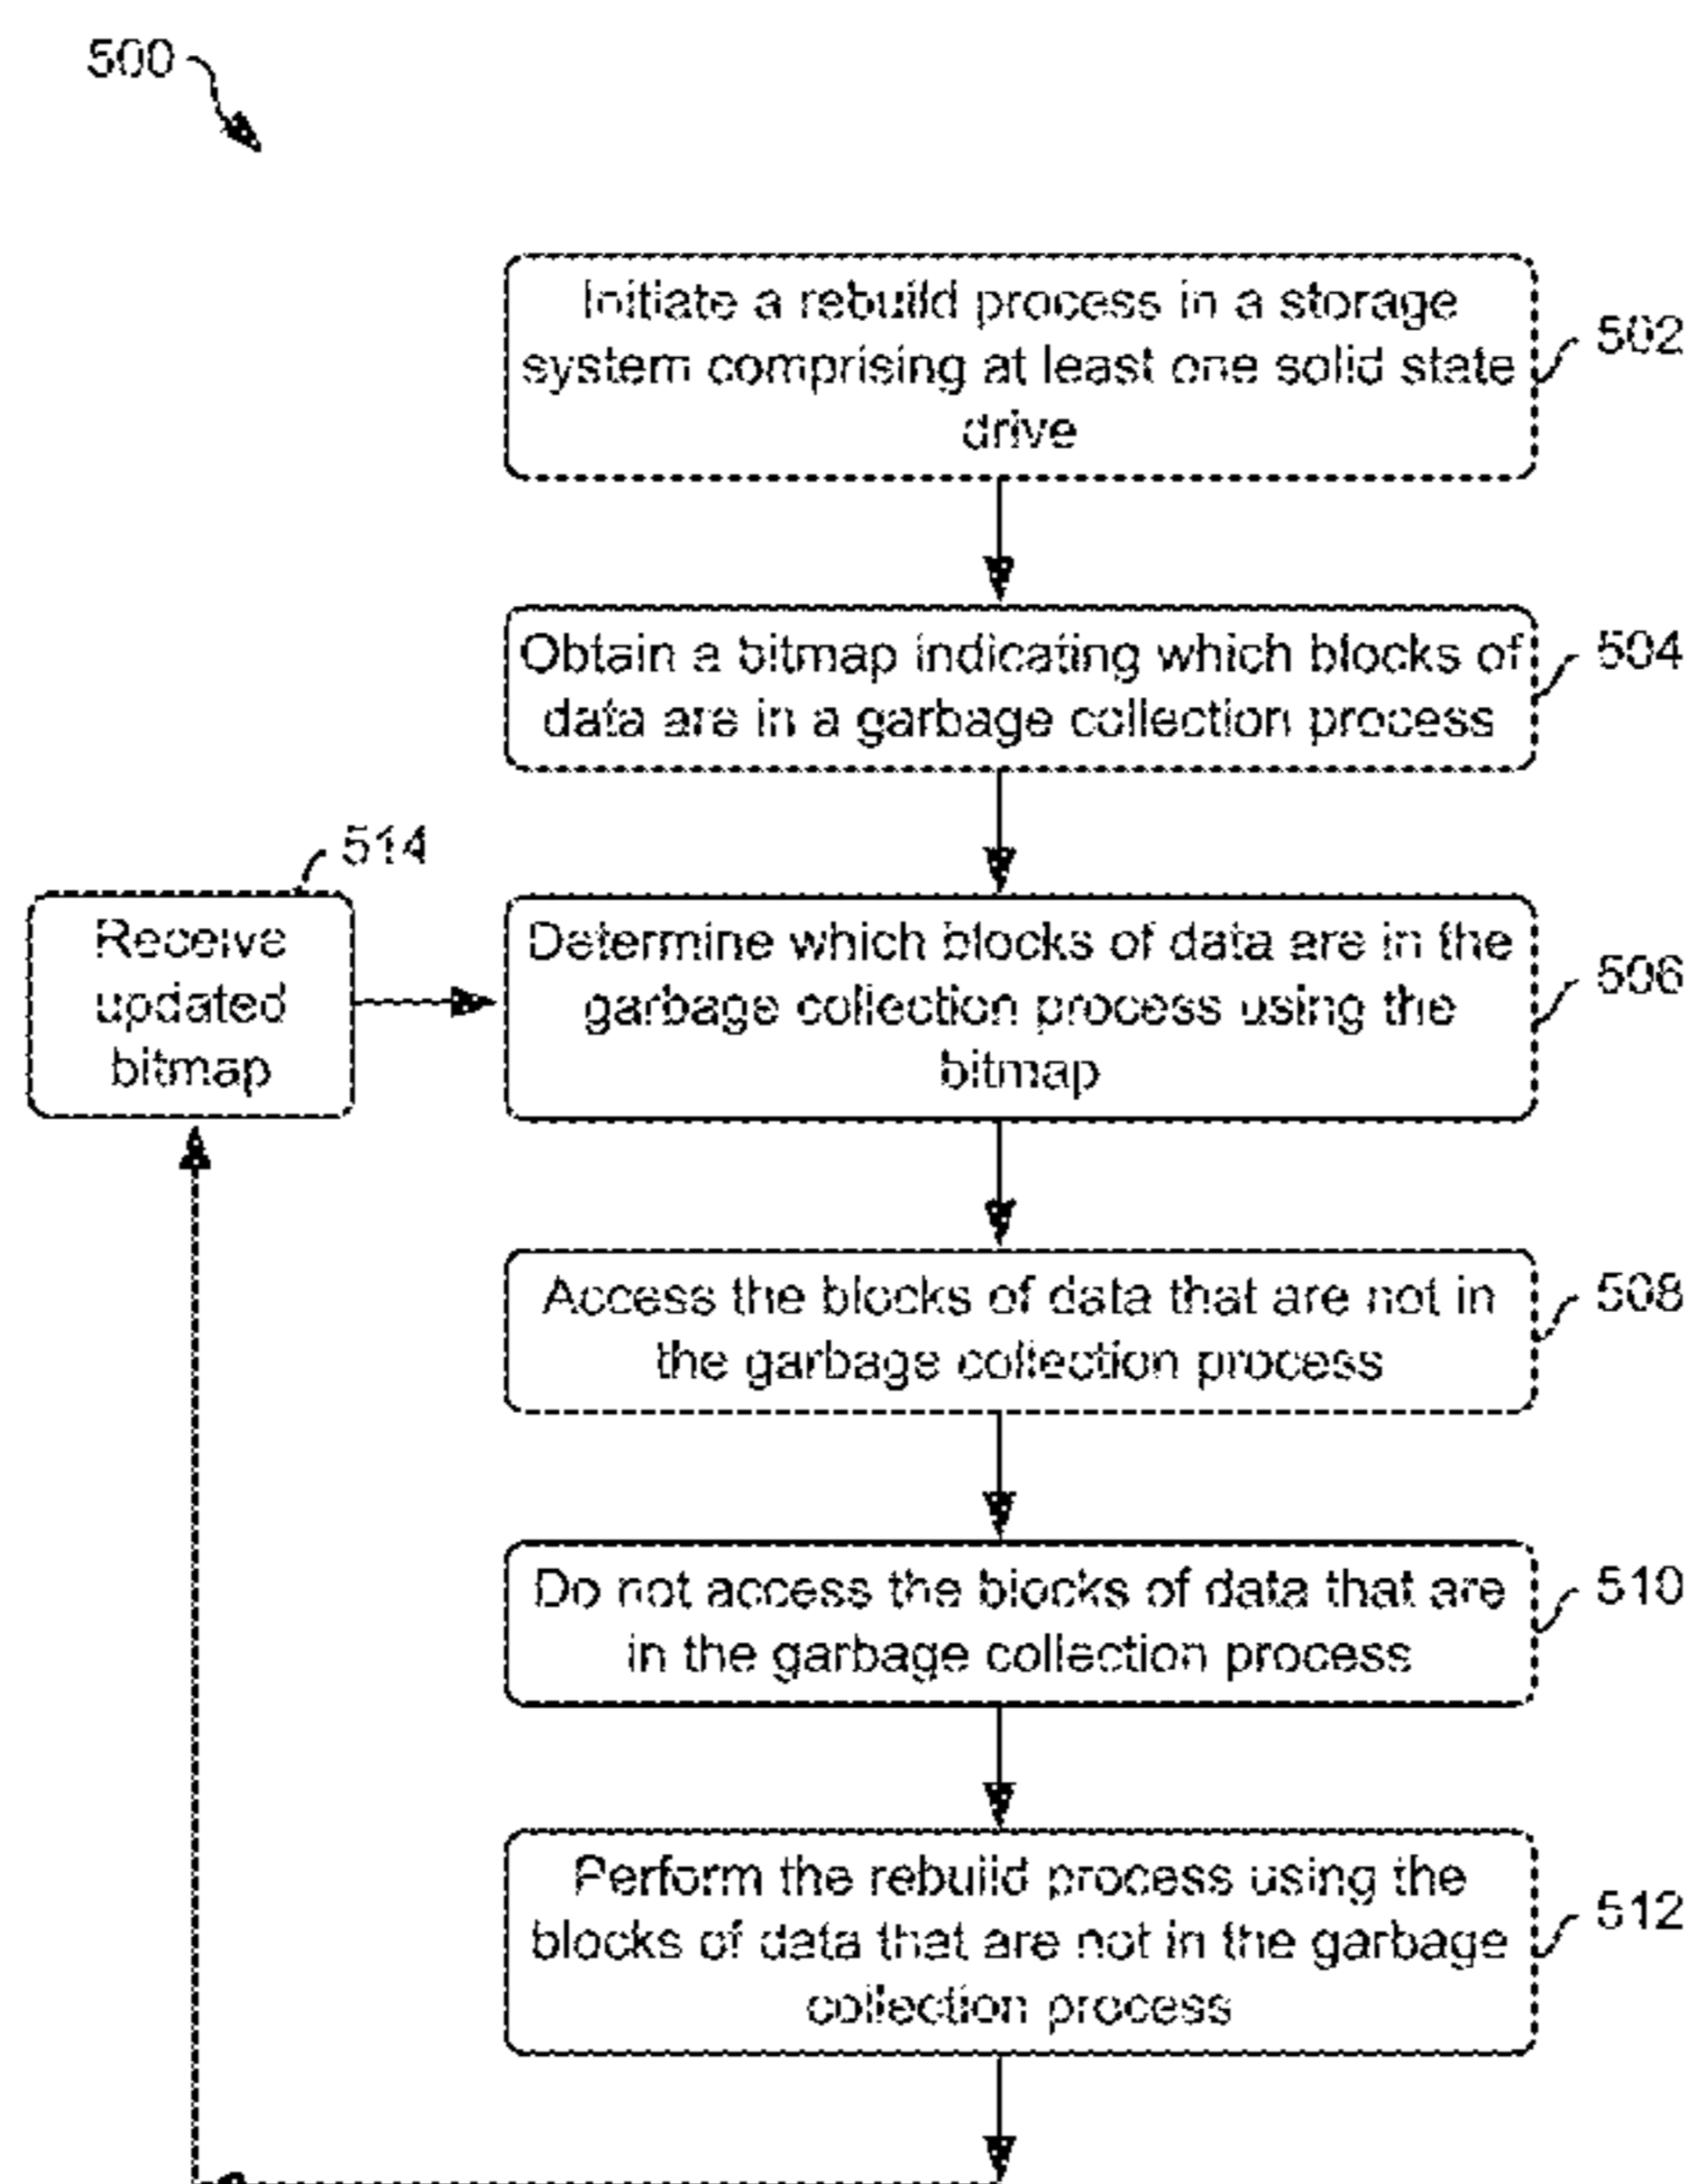 500
Initiate a rebuild process in a storage
system comprising at least one solid state
drive
502
Obtain a bitmap indicating which blocks of
data are in a garbage collection process
504
514
Receive
updated
bitmap
Determine which blocks of data are in the
garbage collection process using the
bitmap
506
Access the blocks of data that are not in
the garbage collection process
508
Do not access the blocks of data that are
in the garbage collection process
510
Perform the rebuild process using the
blocks of data that are not in the garbage
collection process
512